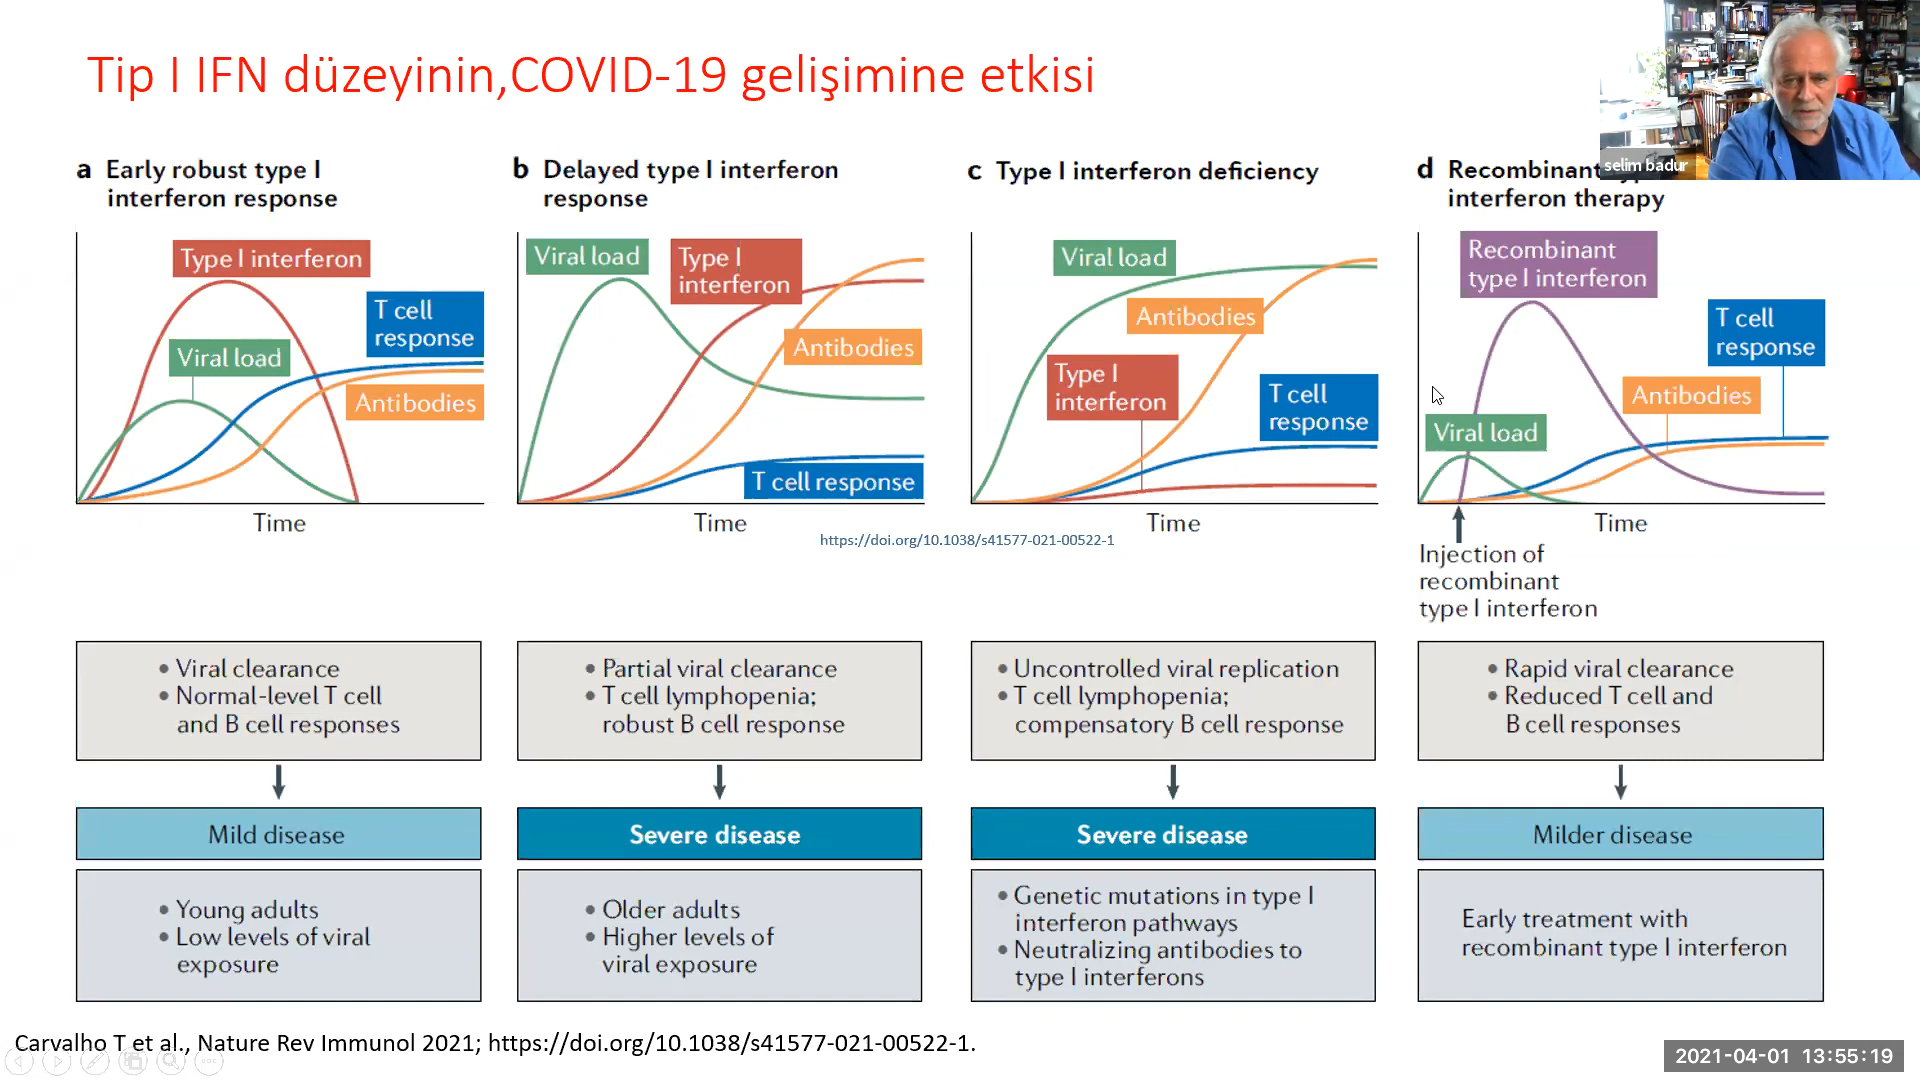 Tip I IFN düzeyinin,COVID-19 gelişimine etkisi
selim badur
a Early robust type I
interferon response
Type I interferon
T cell
response
Viral load
Antibodies
Time
b Delayed type I interferon
response
Viral load
Type I
interferon
Antibodies
T cell response
Time
c Type I interferon deficiency
Viral load
Antibodies
Type I
interferon
T cell
response
Time
d Recombinant
interferon therapy
Recombinant
type I interferon
T cell
response
Antibodies
Viral load
Time
Injection of
recombinant
type I interferon
https://doi.org/10.1038/s41577-021-00522-1
• Viral clearance
• Normal-level T cell
and B cell responses
Mild disease
• Young adults
• Low levels of viral
exposure
• Partial viral clearance
• T cell lymphopenia;
robust B cell response
Severe disease
• Older adults
• Higher levels of
viral exposure
• Uncontrolled viral replication
• T cell lymphopenia;
compensatory B cell response
Severe disease
• Genetic mutations in type I
interferon pathways
• Neutralizing antibodies to
type I interferons
• Rapid viral clearance
• Reduced T cell and
B cell responses
Milder disease
Early treatment with
recombinant type I interferon
Carvalho T et al., Nature Rev Immunol 2021; https://doi.org/10.1038/s41577-021-00522-1.
2021-04-01 13:55:19